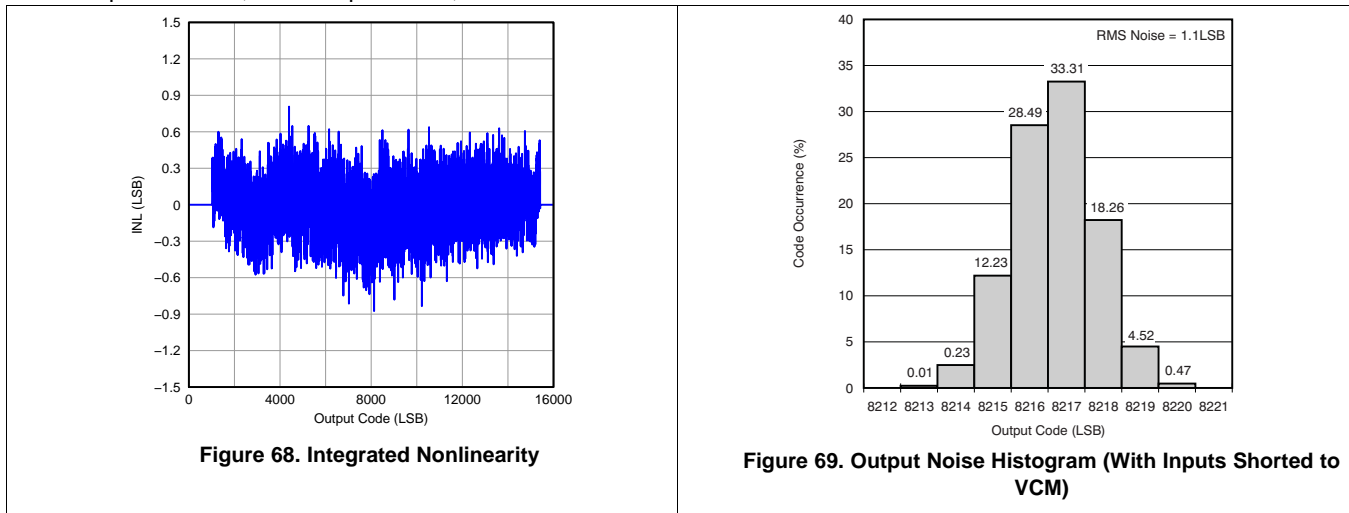 1.5
1.2
0.9
0.6
0.3
0
−0.3
−0.6
−0.9
−1.2
−1.5
INL (LSB)
0 4000 8000 12000 16000
Output Code (LSB)
Figure 68. Integrated Nonlinearity
40
35
30
25
20
15
10
5
0
Code Occurrence (%)
RMS Noise = 1.1LSB
0.01
0.23
12.23
28.49
33.31
18.26
4.52
0.47
8212 8213 8214 8215 8216 8217 8218 8219 8220 8221
Output Code (LSB)
Figure 69. Output Noise Histogram (With Inputs Shorted to
VCM)